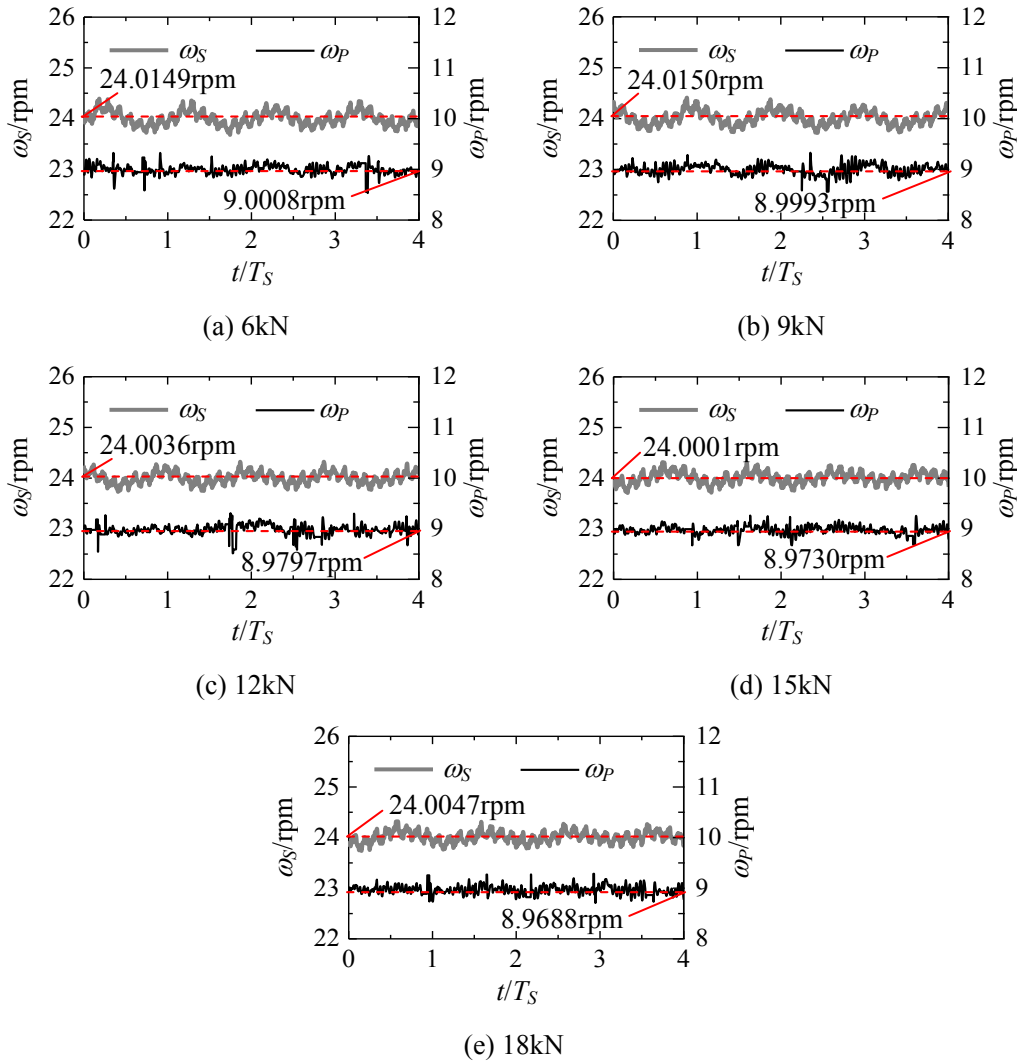 26
25
24
23
22
ωS/rpm
ωS ωP
24.0149rpm
9.0008rpm
12
11
10
9
8
ωP/rpm
0 1 2 3 4
t/TS
(a) 6kN
26
25
24
23
22
ωS/rpm
ωS ωP
24.0150rpm
8.9993rpm
12
11
10
9
8
ωP/rpm
0 1 2 3 4
t/TS
(b) 9kN
26
25
24
23
22
ωS/rpm
ωS ωP
24.0036rpm
8.9797rpm
12
11
10
9
8
ωP/rpm
0 1 2 3 4
t/TS
(c) 12kN
26
25
24
23
22
ωS/rpm
ωS ωP
24.0001rpm
8.9730rpm
12
11
10
9
8
ωP/rpm
0 1 2 3 4
t/TS
(d) 15kN
26
25
24
23
22
ωS/rpm
ωS ωP
24.0047rpm
8.9688rpm
12
11
10
9
8
ωP/rpm
0 1 2 3 4
t/TS
(e) 18kN